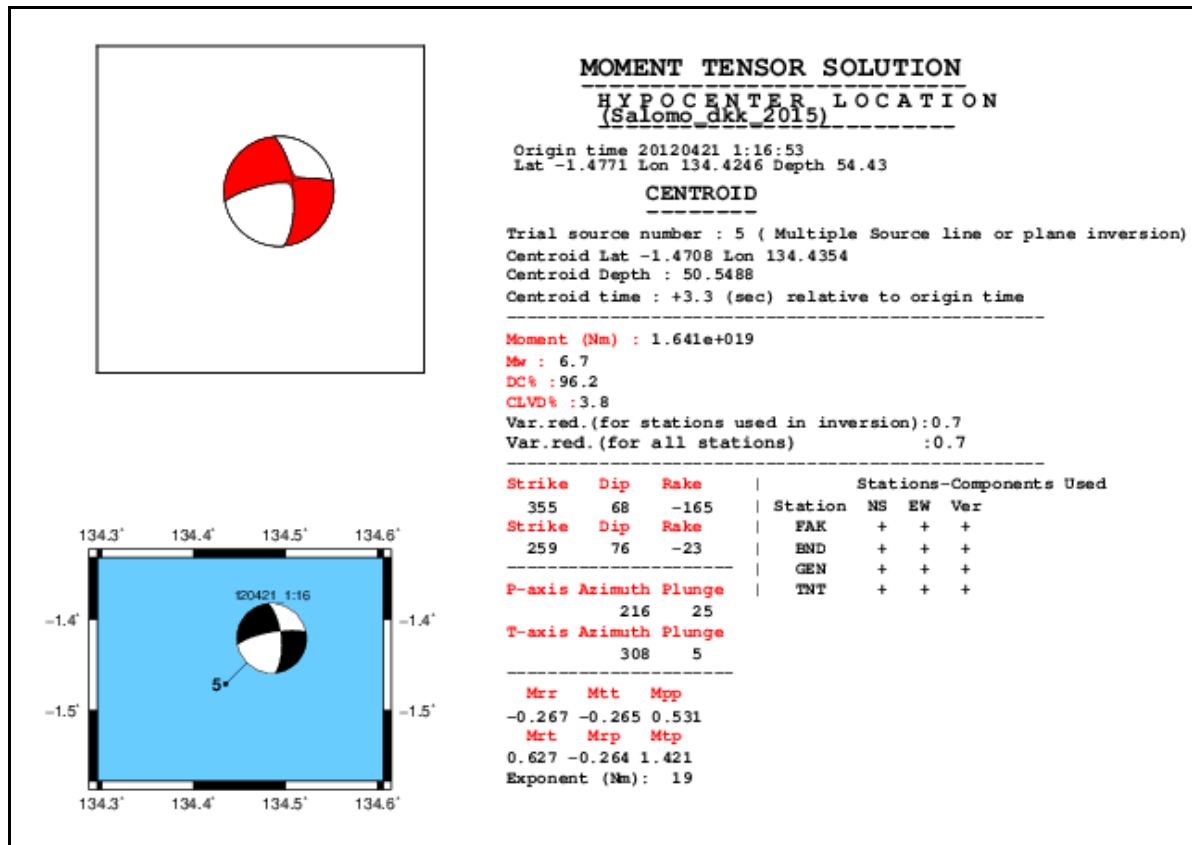 MOMENT TENSOR SOLUTION
HYPOCENTER LOCATION
(Salomo_dkk_2015)
Origin time 20120421 1:16:53
Lat -1.4771 Lon 134.4246 Depth 54.43
CENTROID
Trial source number : 5 ( Multiple Source line or plane inversion)
Centroid Lat -1.4708 Lon 134.4354
Centroid Depth : 50.5488
Centroid time : +3.3 (sec) relative to origin time
Moment (Nm) : 1.641e+019
Mw : 6.7
DC% :96.2
CLVD% :3.8
Var.red.(for stations used in inversion):0.7
Var.red.(for all stations) :0.7
Strike Dip Rake | Stations-Components Used
355 68 -165 | Station NS EW Ver
Strike Dip Rake | FAK + + +
259 76 -23 | BND + + +
| GEN + + +
P-axis Azimuth Plunge | TNT + + +
216 25
T-axis Azimuth Plunge
308 5
Mrr Mtt Mpp
-0.267 -0.265 0.531
Mrt Mrp Mtp
0.627 -0.264 1.421
Exponent (Nm): 19
134.3° 134.4° 134.5° 134.6°
t20421_1:16
-1.4° -1.4°
5
-1.5° -1.5°
134.3° 134.4° 134.5° 134.6°